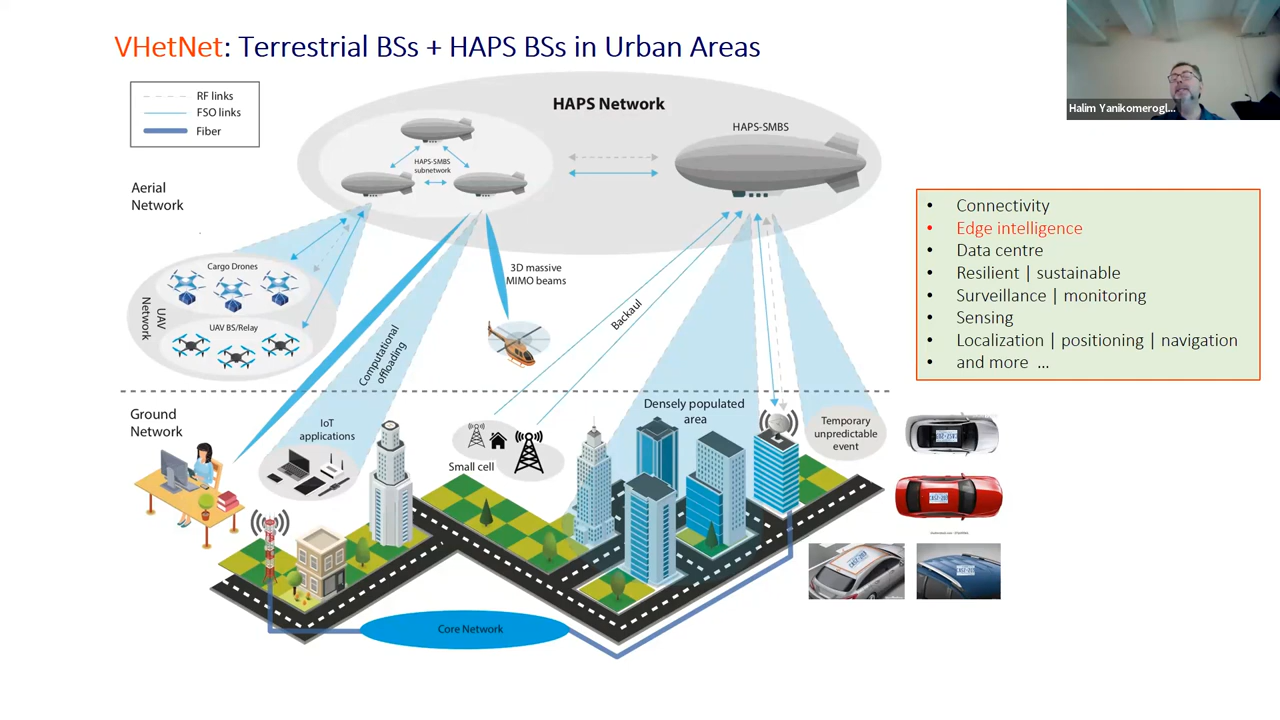 VHetNet: Terrestrial BSs + HAPS BSs in Urban Areas
Halim Yanikomerogl...
RF links
FSO links
Fiber
HAPS Network
HAPS-SMBS
HAPS-SMBS
subnetwork
Aerial
Network
• Connectivity
• Edge intelligence
• Data centre
• Resilient | sustainable
• Surveillance | monitoring
• Sensing
• Localization | positioning | navigation
• and more ...
Cargo Drones
UAV
Network
UAV BS/Relay
3D massive
MIMO beams
Backaul
Computational
offloading
Ground
Network
IoT
applications
Small cell
Densely populated
area
Temporary
unpredictable
event
Core Network